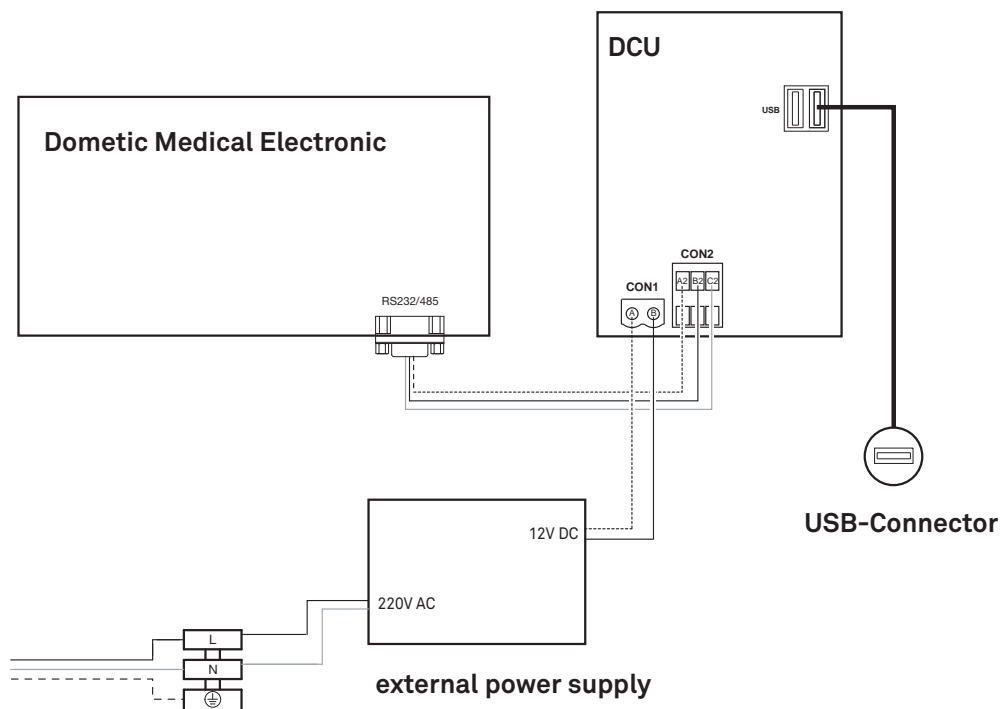 DCU
USB
Dometic Medical Electronic
CON2
A2 B2 C2
CON1
A B
RS232/485
USB-Connector
12V DC
220V AC
L
N
external power supply